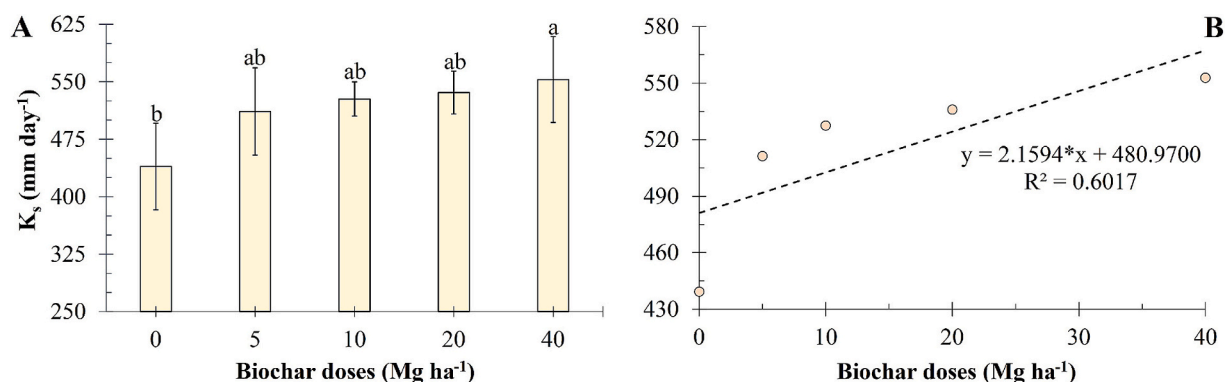 A
K_s (mm day⁻¹)
625
550
475
400
325
250
b
ab
ab
ab
a
0 5 10 20 40
Biochar doses (Mg ha⁻¹)
B
580
550
520
490
460
430
y = 2.1594*x + 480.9700
R² = 0.6017
0 10 20 30 40
Biochar doses (Mg ha⁻¹)